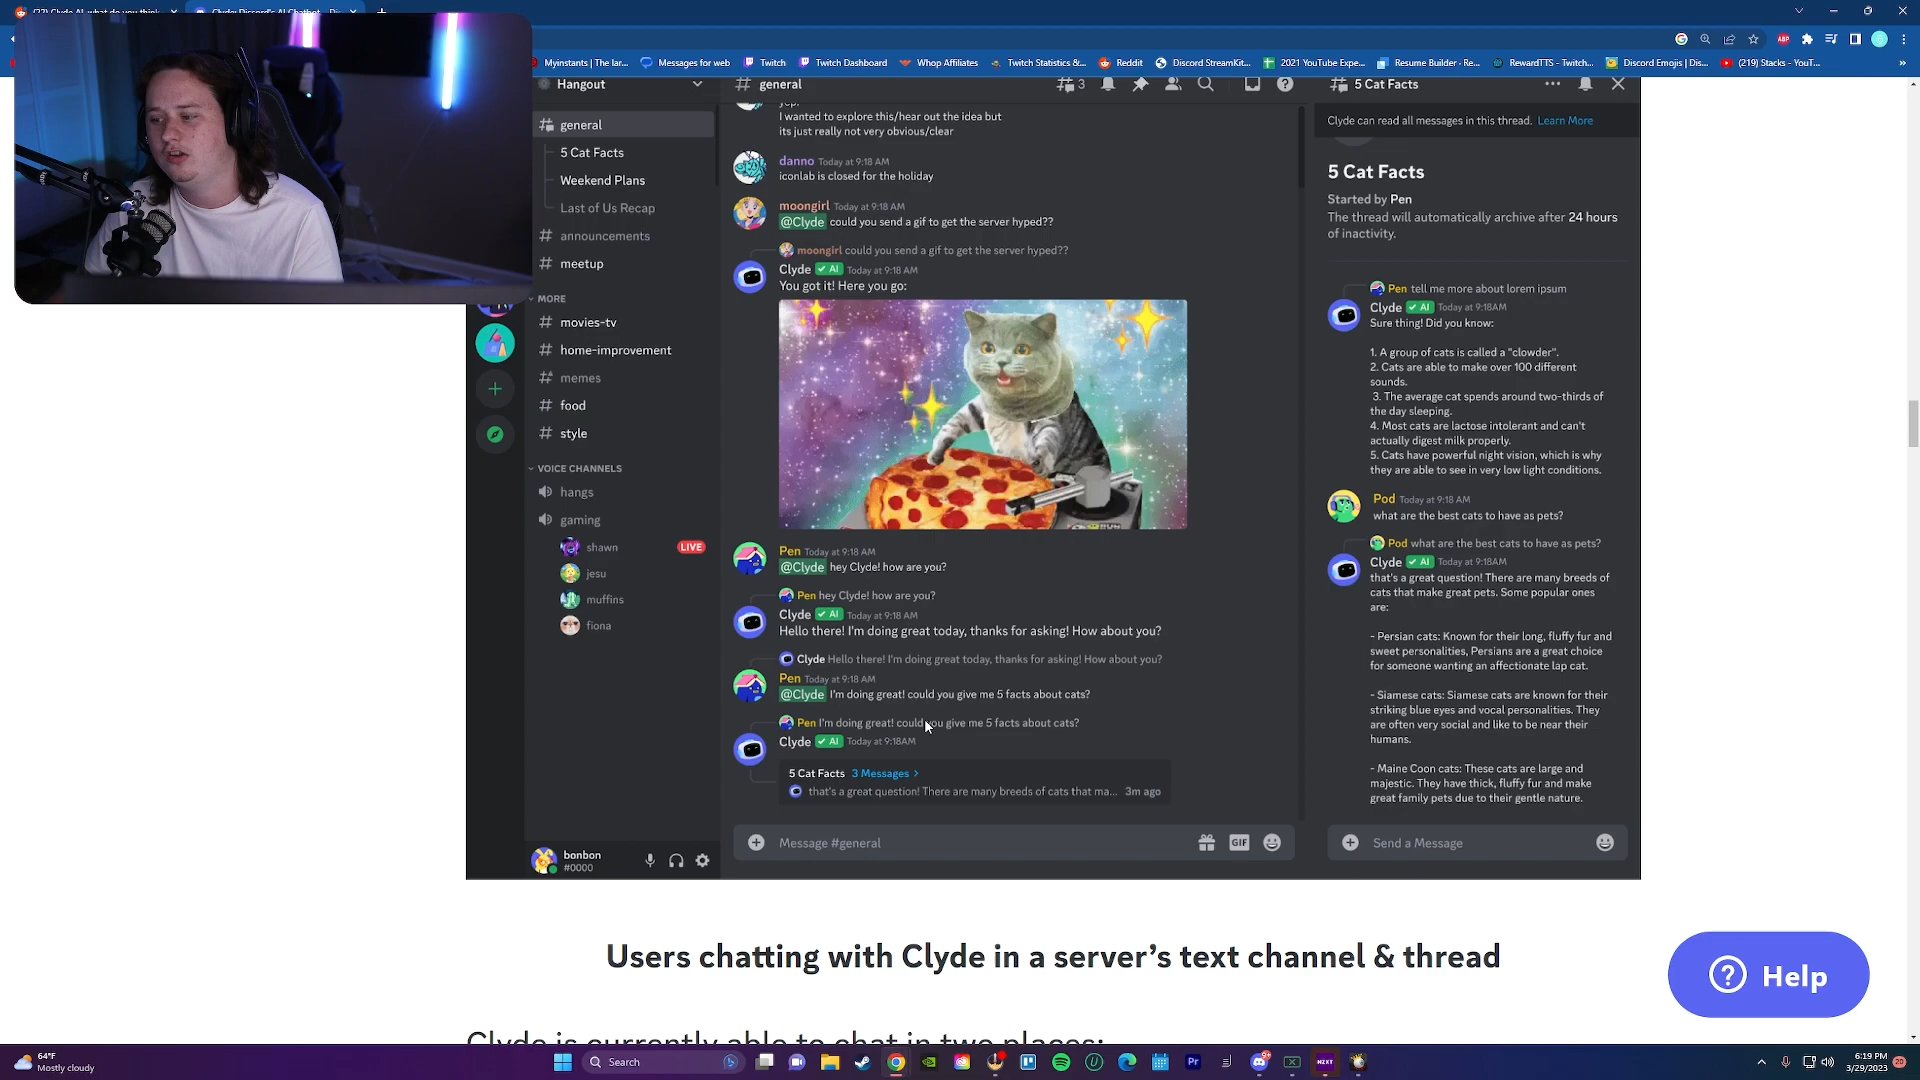 Myinstants | The lar...
Messages for web
Twitch
Twitch Dashboard
Whop Affiliates
Twitch Statistics &...
Reddit
Discord StreamKit...
2021 YouTube Expe...
Resume Builder · Re...
RewardTTS - Twitch...
Discord Emojis | Dis...
(219) Stacks - YouT...
»
ABP
Hangout
general
5 Cat Facts
Weekend Plans
Last of Us Recap
announcements
meetup
MORE
movies-tv
home-improvement
memes
food
style
VOICE CHANNELS
hangs
gaming
shawn
LIVE
jesu
muffins
fiona
bonbon
#0000
general
3
yep.
I wanted to explore this/hear out the idea but
its just really not very obvious/clear
danno Today at 9:18 AM
iconlab is closed for the holiday
moongirl Today at 9:18 AM
@Clyde could you send a gif to get the server hyped??
moongirl could you send a gif to get the server hyped??
Clyde ✓ AI Today at 9:18 AM
You got it! Here you go:
Pen Today at 9:18 AM
@Clyde hey Clyde! how are you?
Pen hey Clyde! how are you?
Clyde ✓ AI Today at 9:18 AM
Hello there! I'm doing great today, thanks for asking! How about you?
Clyde Hello there! I'm doing great today, thanks for asking! How about you?
Pen Today at 9:18 AM
@Clyde I'm doing great! could you give me 5 facts about cats?
Pen I'm doing great! could you give me 5 facts about cats?
Clyde ✓ AI Today at 9:18AM
5 Cat Facts 3 Messages ›
that's a great question! There are many breeds of cats that ma... 3m ago
Message #general
GIF
5 Cat Facts
Clyde can read all messages in this thread. Learn More
5 Cat Facts
Started by Pen
The thread will automatically archive after 24 hours
of inactivity.
Pen tell me more about lorem ipsum
Clyde ✓ AI Today at 9:18AM
Sure thing! Did you know:
1. A group of cats is called a "clowder".
2. Cats are able to make over 100 different
sounds.
3. The average cat spends around two-thirds of
the day sleeping.
4. Most cats are lactose intolerant and can't
actually digest milk properly.
5. Cats have powerful night vision, which is why
they are able to see in very low light conditions.
Pod Today at 9:18 AM
what are the best cats to have as pets?
Pod what are the best cats to have as pets?
Clyde ✓ AI Today at 9:18AM
that's a great question! There are many breeds of
cats that make great pets. Some popular ones
are:
- Persian cats: Known for their long, fluffy fur and
sweet personalities, Persians are a great choice
for someone wanting an affectionate lap cat.
- Siamese cats: Siamese cats are known for their
striking blue eyes and vocal personalities. They
are often very social and like to be near their
humans.
- Maine Coon cats: These cats are large and
majestic. They have thick, fluffy fur and make
great family pets due to their gentle nature.
Send a Message
Users chatting with Clyde in a server's text channel & thread
Help
Clyde is currently able to chat in two places:
64°F
Mostly cloudy
Search
Pr
MZXT
6:19 PM
3/29/2023
20